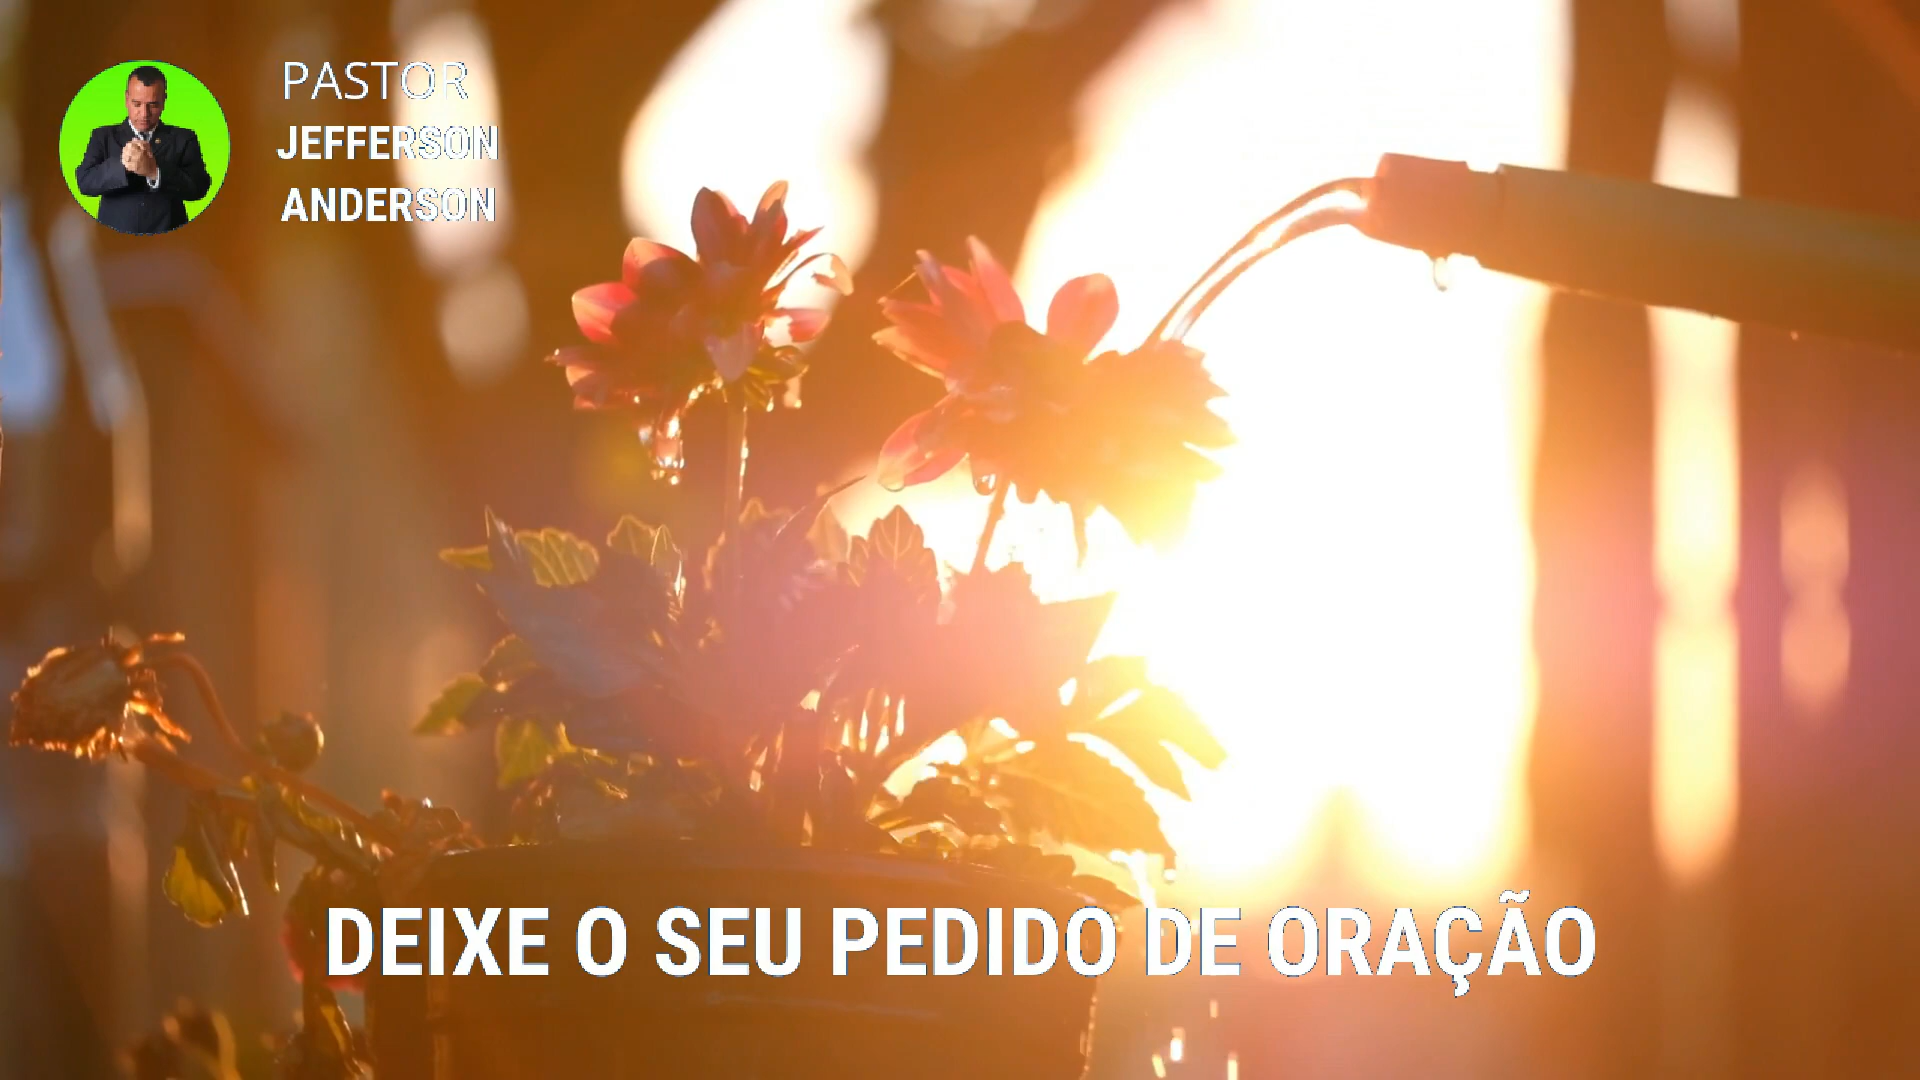 PASTOR
JEFFERSON
ANDERSON
DEIXE O SEU PEDIDO DE ORAÇÃO